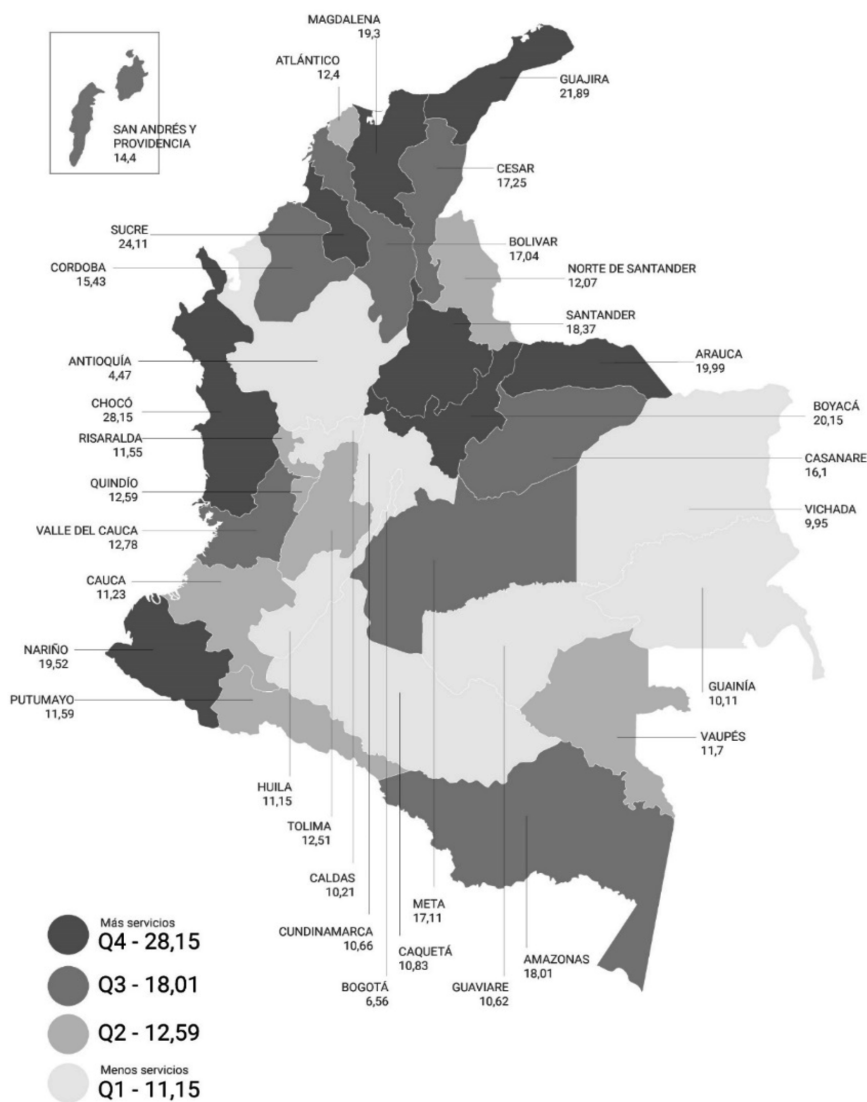 MAGDALENA
19,3
ATLÁNTICO
12,4
GUAJIRA
21,89
SAN ANDRÉS Y
PROVIDENCIA
14,4
CESAR
17,25
SUCRE
24,11
BOLIVAR
17,04
CORDOBA
15,43
NORTE DE SANTANDER
12,07
SANTANDER
18,37
ANTIOQUÍA
4,47
ARAUCA
19,99
CHOCÓ
28,15
BOYACÁ
20,15
RISARALDA
11,55
CASANARE
16,1
QUINDÍO
12,59
VICHADA
9,95
VALLE DEL CAUCA
12,78
CAUCA
11,23
NARIÑO
19,52
GUAINÍA
10,11
PUTUMAYO
11,59
VAUPÉS
11,7
HUILA
11,15
TOLIMA
12,51
CALDAS
10,21
META
17,11
CUNDINAMARCA
10,66
CAQUETÁ
10,83
AMAZONAS
18,01
BOGOTÁ
6,56
GUAVIARE
10,62
Más servicios
Q4 - 28,15
Q3 - 18,01
Q2 - 12,59
Menos servicios
Q1 - 11,15